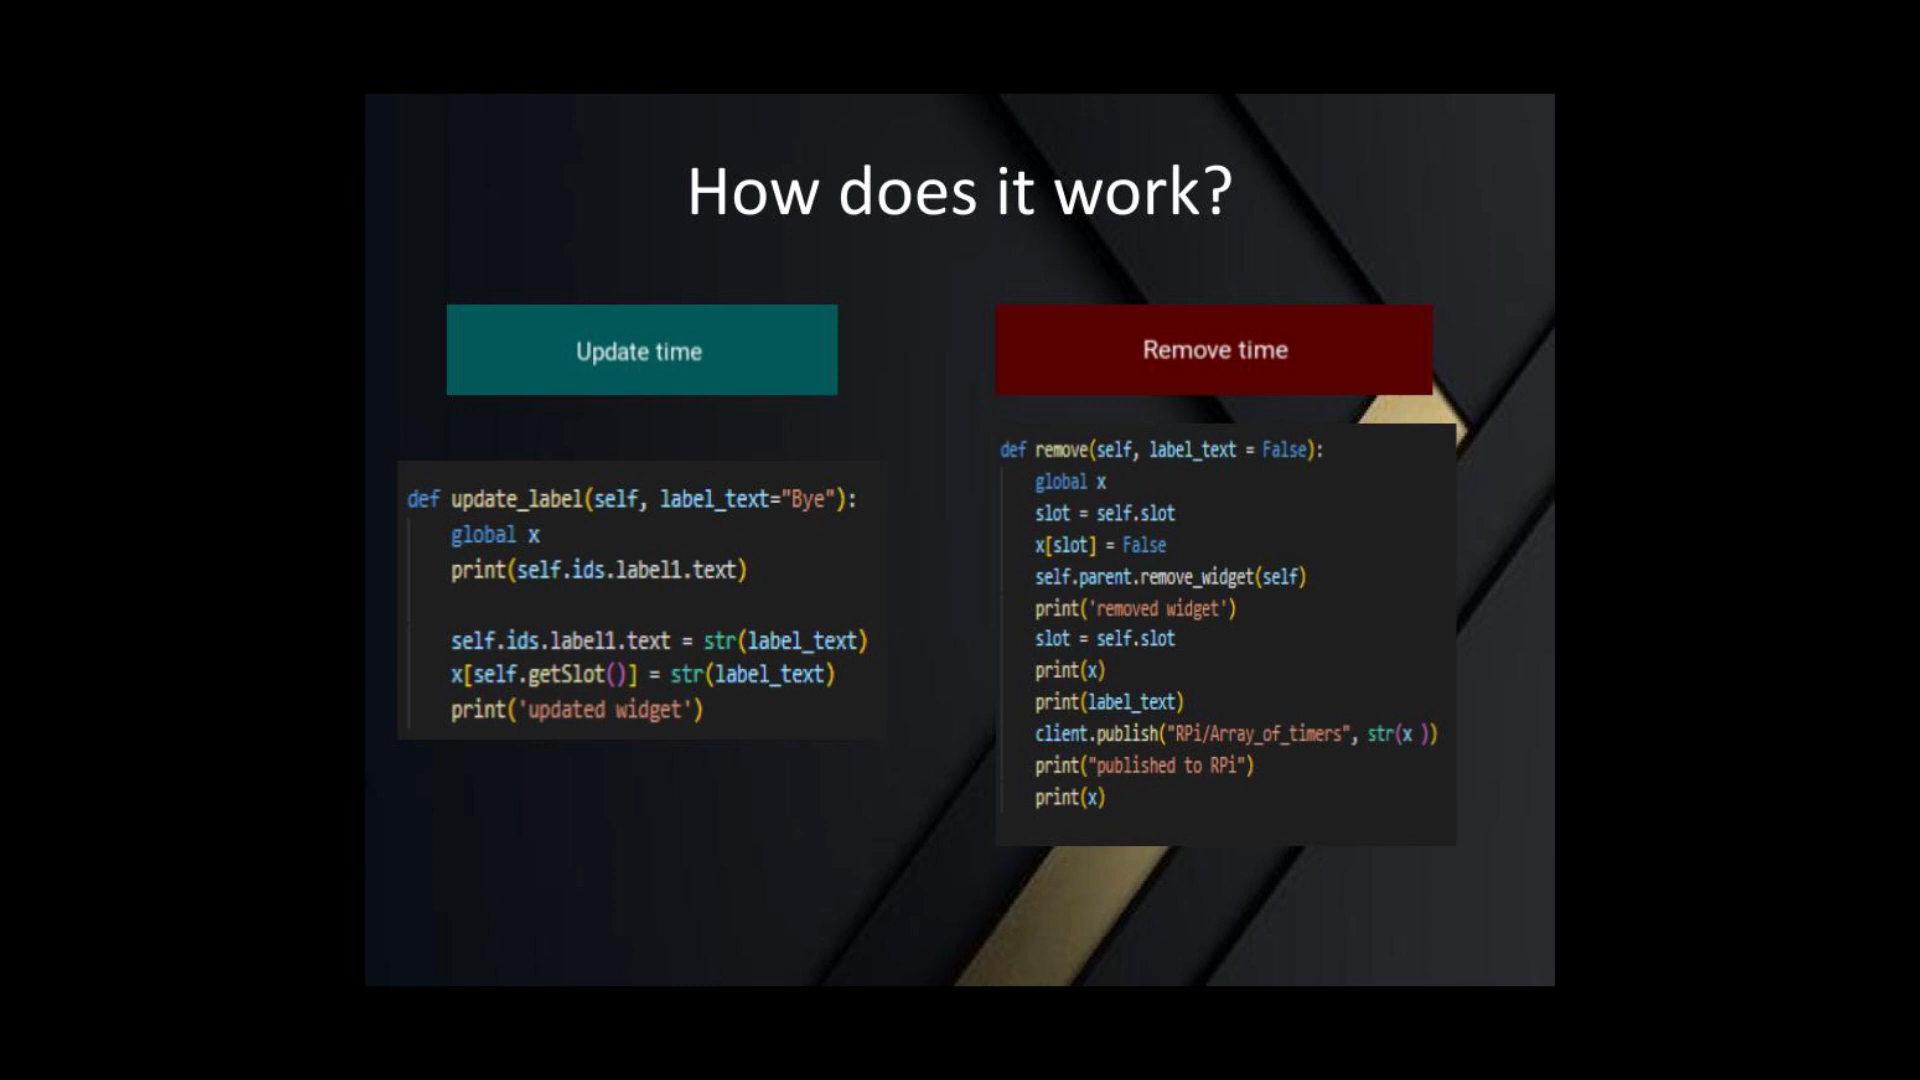 How does it work?
Update time
def update_label(self, label_text="Bye"):
global x
print(self.ids.label1.text)
self.ids.label1.text = str(label_text)
x[self.getSlot()] = str(label_text)
print('updated widget')
Remove time
def remove(self, label_text = False):
global x
slot = self.slot
x[slot] = False
self.parent.remove_widget(self)
print('removed widget')
slot = self.slot
print(x)
print(label_text)
client.publish("RPi/Array_of_timers", str(x ))
print("published to RPi")
print(x)